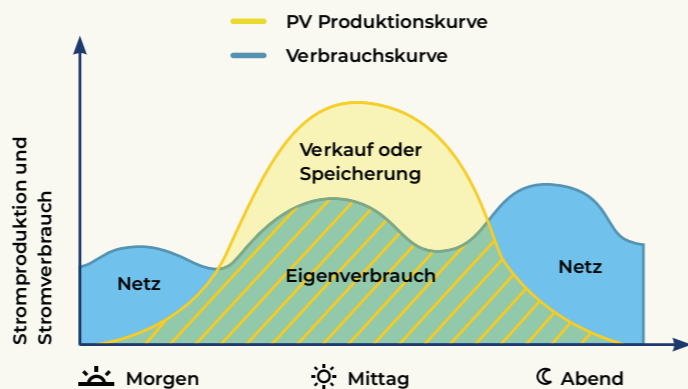 PV Produktionskurve
Verbrauchskurve
Stromproduktion und
Stromverbrauch
Verkauf oder
Speicherung
Netz
Eigenverbrauch
Netz
Morgen
Mittag
Abend